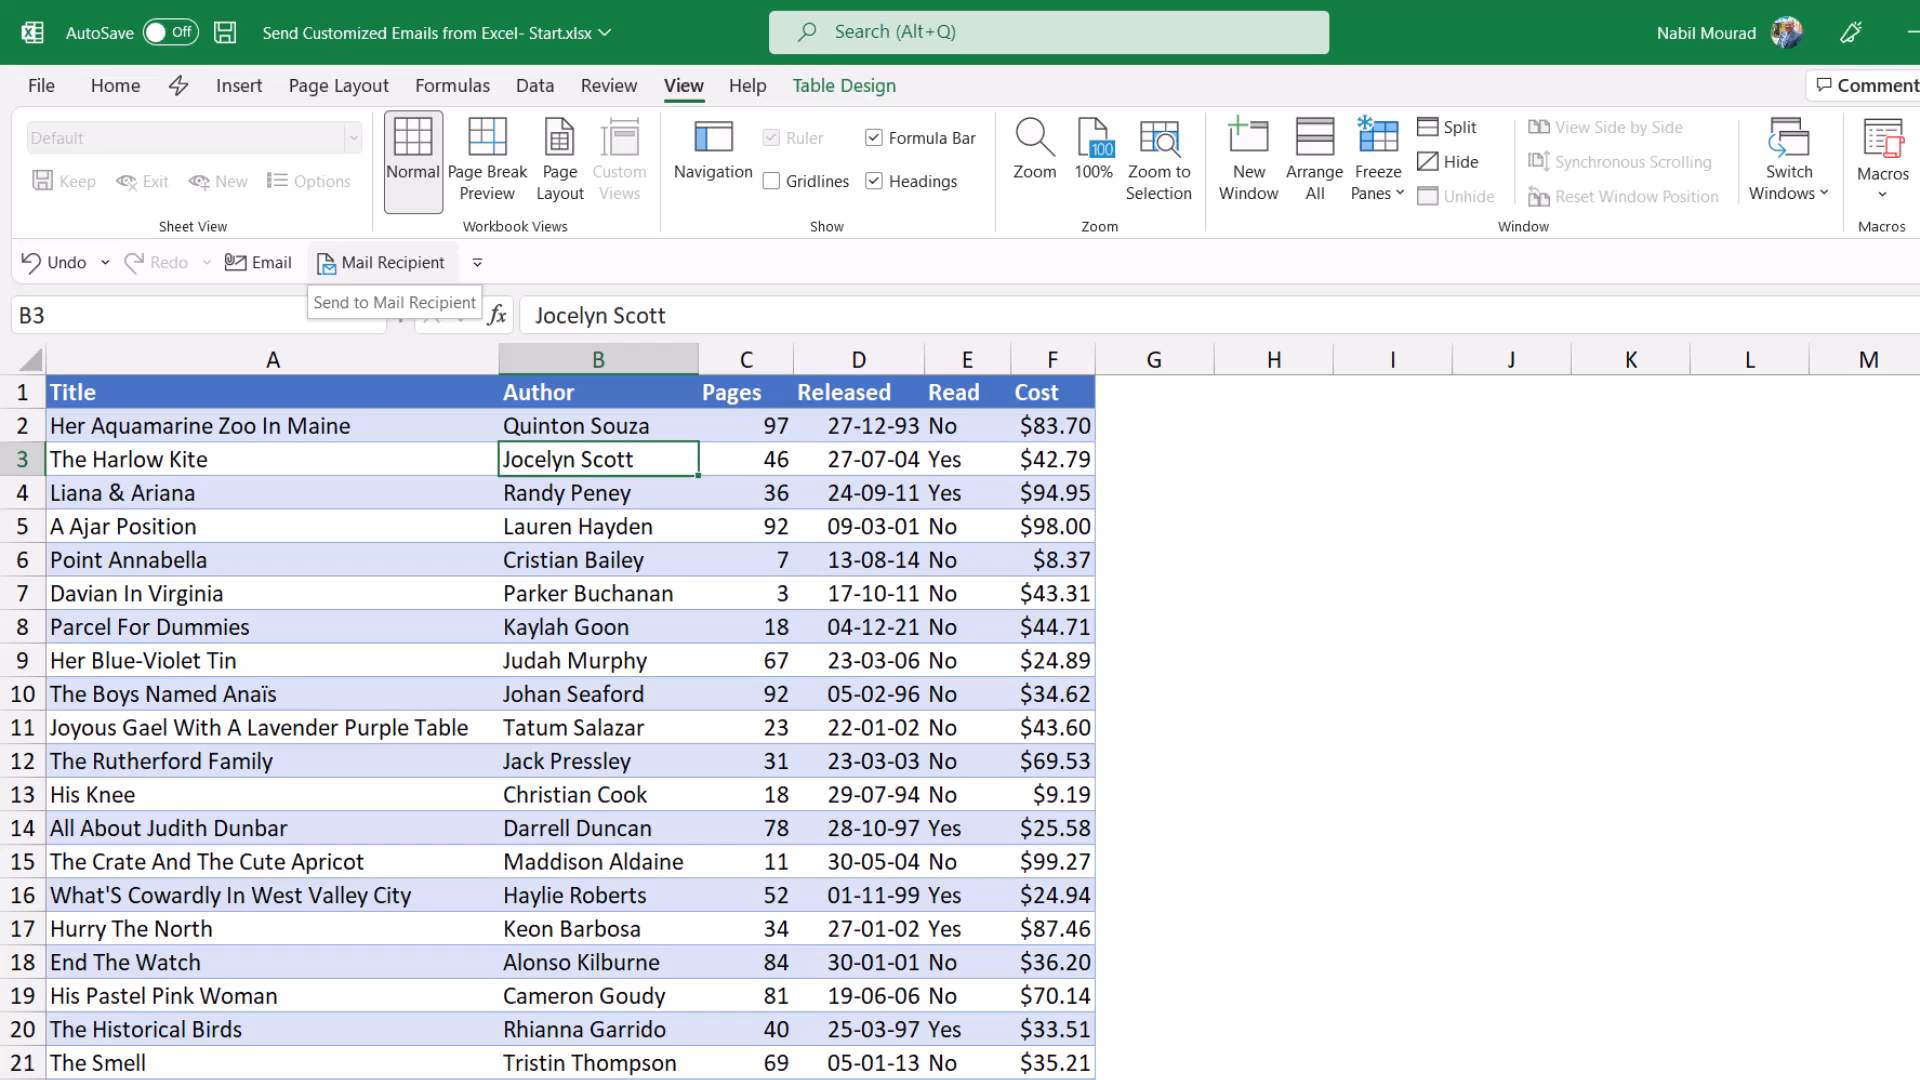 AutoSave Off Send Customized Emails from Excel- Start.xlsx Search (Alt+Q) Nabil Mourad
File Home Insert Page Layout Formulas Data Review View Help Table Design Comment
Default Ruler Formula Bar Split View Side by Side
Normal Page Break Preview Page Layout Custom Views Navigation Zoom 100% Zoom to Selection New Window Arrange All Freeze Panes Hide Synchronous Scrolling Switch Windows Macros
Keep Exit New Options Gridlines Headings Unhide Reset Window Position
Sheet View Workbook Views Show Zoom Window Macros
Undo Redo Email Mail Recipient
Send to Mail Recipient
B3 fx Jocelyn Scott
A B C D E F G H I J K L M
1 Title Author Pages Released Read Cost
2 Her Aquamarine Zoo In Maine Quinton Souza 97 27-12-93 No $83.70
3 The Harlow Kite Jocelyn Scott 46 27-07-04 Yes $42.79
4 Liana & Ariana Randy Peney 36 24-09-11 Yes $94.95
5 A Ajar Position Lauren Hayden 92 09-03-01 No $98.00
6 Point Annabella Cristian Bailey 7 13-08-14 No $8.37
7 Davian In Virginia Parker Buchanan 3 17-10-11 No $43.31
8 Parcel For Dummies Kaylah Goon 18 04-12-21 No $44.71
9 Her Blue-Violet Tin Judah Murphy 67 23-03-06 No $24.89
10 The Boys Named Anaïs Johan Seaford 92 05-02-96 No $34.62
11 Joyous Gael With A Lavender Purple Table Tatum Salazar 23 22-01-02 No $43.60
12 The Rutherford Family Jack Pressley 31 23-03-03 No $69.53
13 His Knee Christian Cook 18 29-07-94 No $9.19
14 All About Judith Dunbar Darrell Duncan 78 28-10-97 Yes $25.58
15 The Crate And The Cute Apricot Maddison Aldaine 11 30-05-04 No $99.27
16 What'S Cowardly In West Valley City Haylie Roberts 52 01-11-99 Yes $24.94
17 Hurry The North Keon Barbosa 34 27-01-02 Yes $87.46
18 End The Watch Alonso Kilburne 84 30-01-01 No $36.20
19 His Pastel Pink Woman Cameron Goudy 81 19-06-06 No $70.14
20 The Historical Birds Rhianna Garrido 40 25-03-97 Yes $33.51
21 The Smell Tristin Thompson 69 05-01-13 No $35.21